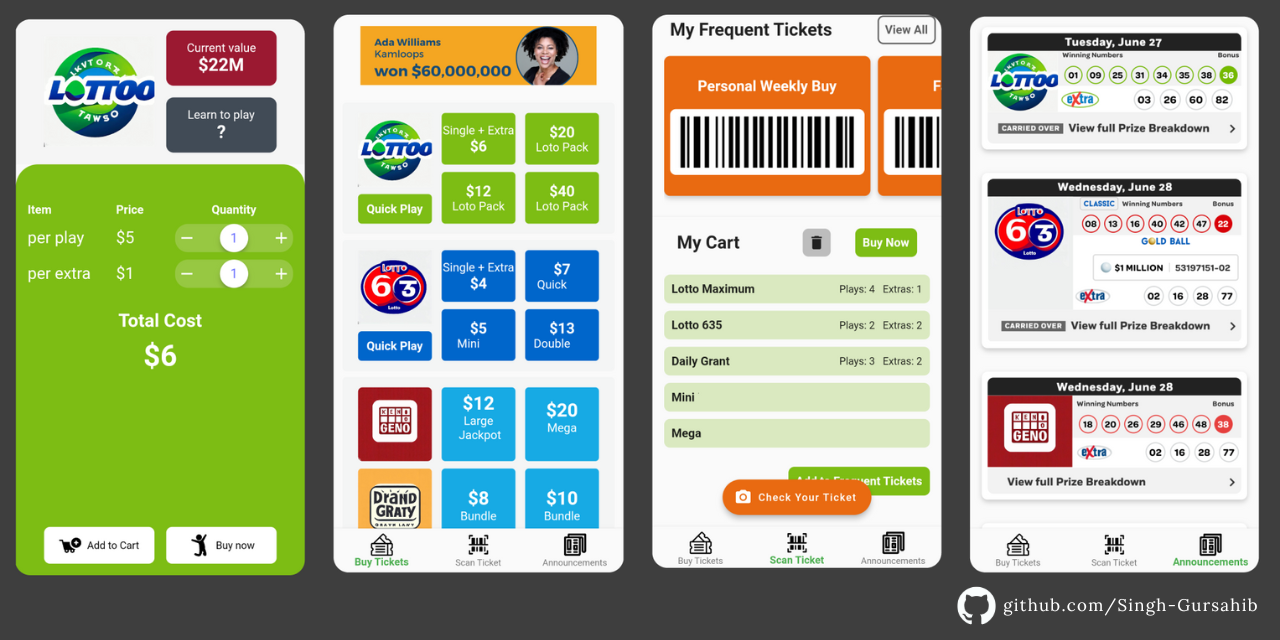 IKVTORZ
LOTTOO
TAWSO
Current value
$22M
Learn to play
?
Item Price Quantity
per play $5 − 1 +
per extra $1 − 1 +
Total Cost
$6
Add to Cart
Buy now
Ada Williams
Kamloops
won $60,000,000
IKVTORZ
LOTTOO
TAWSO
Quick Play
Single + Extra
$6
$20
Loto Pack
$12
Loto Pack
$40
Loto Pack
LOTTO
63
Lotto
Quick Play
Single + Extra
$4
$7
Quick
$5
Mini
$13
Double
KENO
GENO
$12
Large
Jackpot
$20
Mega
DRAND
GRATY
$8
Bundle
$10
Bundle
Buy Tickets
Scan Ticket
Announcements
My Frequent Tickets
View All
Personal Weekly Buy
F
My Cart
Buy Now
Lotto Maximum Plays: 4 Extras: 1
Lotto 635 Plays: 2 Extras: 2
Daily Grant Plays: 3 Extras: 2
Mini
Mega
Add to Frequent Tickets
Check Your Ticket
Buy Tickets
Scan Ticket
Announcements
Tuesday, June 27
IKVTORZ
LOTTOO
TAWSO
Winning Numbers Bonus
01 09 25 31 34 35 38 36
extra 03 26 60 82
CARRIED OVER View full Prize Breakdown >
Wednesday, June 28
LOTTO
63
Lotto
CLASSIC Winning Numbers Bonus
08 13 16 40 42 47 22
GOLD BALL
$1 MILLION 53197151-02
extra 02 16 28 77
CARRIED OVER View full Prize Breakdown >
Wednesday, June 28
KENO
GENO
Winning Numbers Bonus
18 20 26 29 46 48 38
extra 02 16 28 77
View full Prize Breakdown >
Buy Tickets
Scan Ticket
Announcements
github.com/Singh-Gursahib